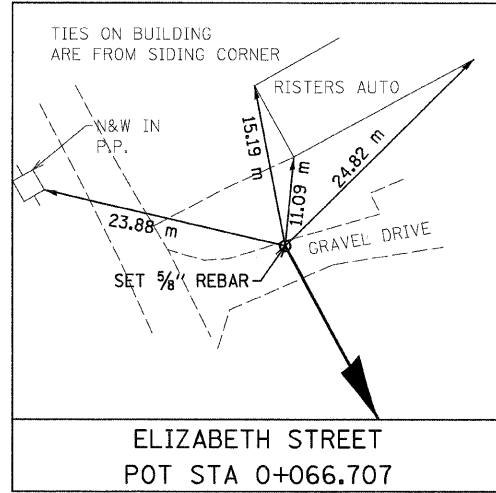 TIES ON BUILDING
ARE FROM SIDING CORNER
RISTERS AUTO
N&W IN
P.P.
15.19 m
24.82 m
11.09 m
23.88 m
GRAVEL DRIVE
SET 5/8" REBAR
ELIZABETH STREET
POT STA 0+066.707